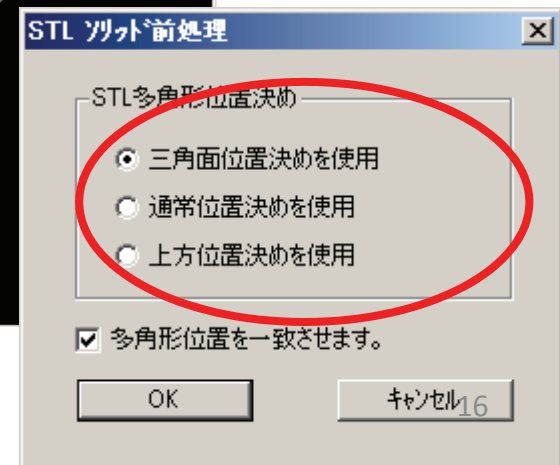 STL ソリッド前処理
STL多角形位置決め
三角面位置決めを使用
通常位置決めを使用
上方位置決めを使用
多角形位置を一致させます。
OK
キャンセル
16